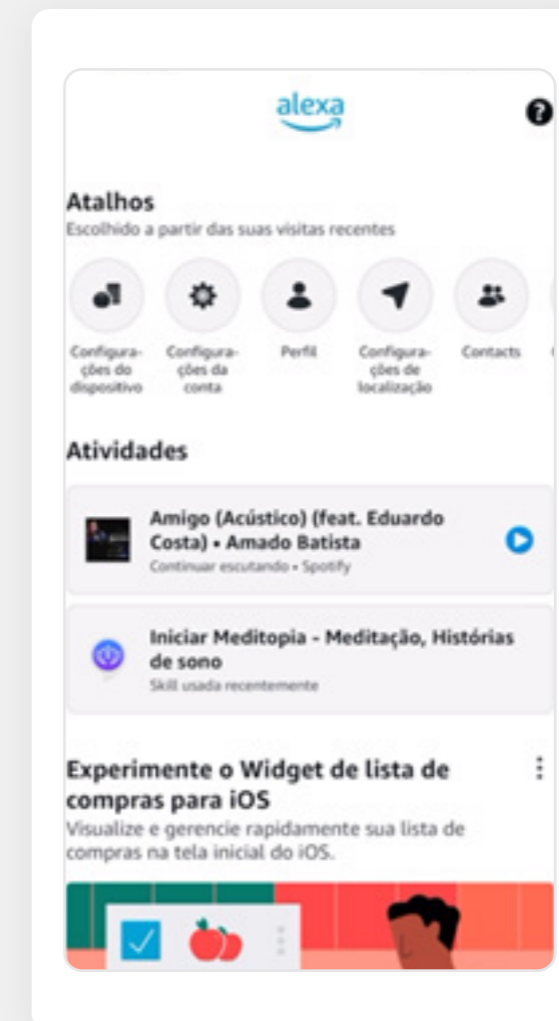 alexa
?
Atalhos
Escolhido a partir das suas visitas recentes
Configura-
ções do
dispositivo
Configura-
ções da
conta
Perfil
Configura-
ções de
localização
Contacts
Atividades
Amigo (Acústico) (feat. Eduardo
Costa) • Amado Batista
Continuar escutando • Spotify
Iniciar Meditopia - Meditação, Histórias
de sono
Skill usada recentemente
Experimente o Widget de lista de
compras para iOS
Visualize e gerencie rapidamente sua lista de
compras na tela inicial do iOS.